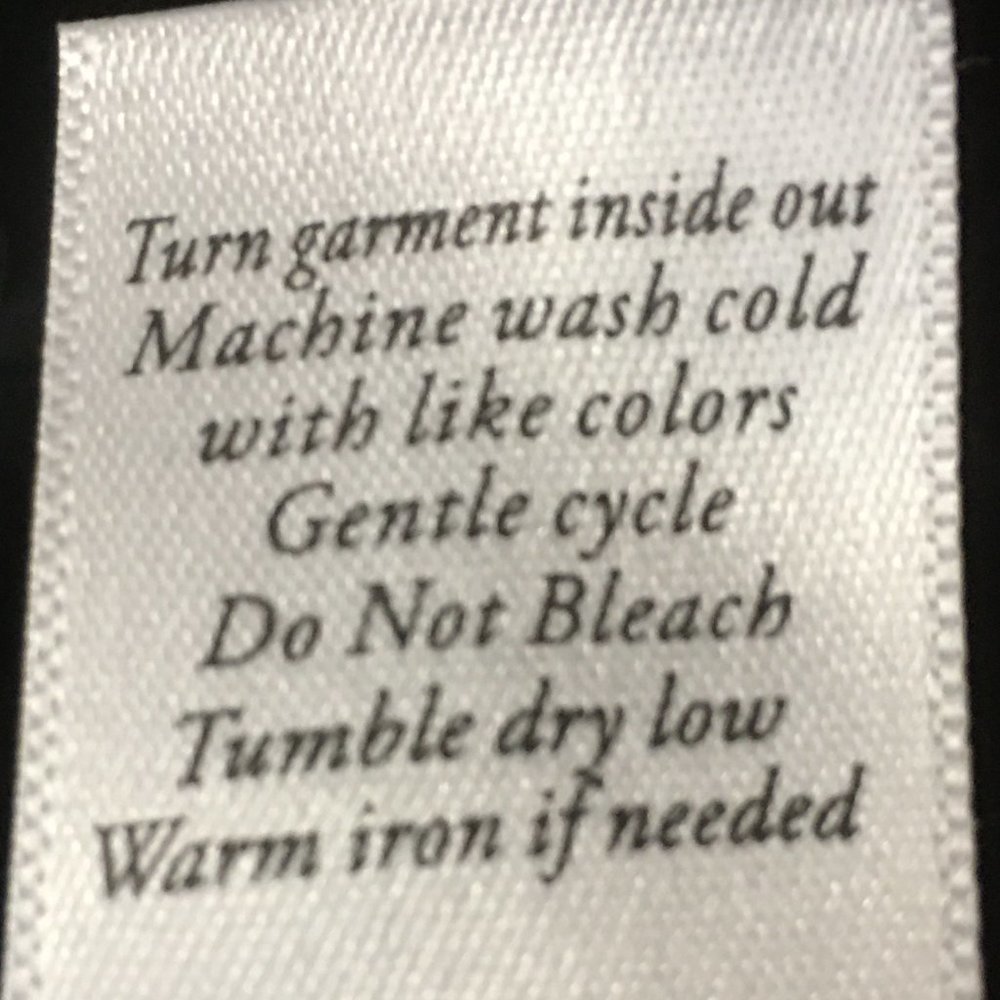 Turn garment inside out
Machine wash cold
with like colors
Gentle cycle
Do Not Bleach
Tumble dry low
Warm iron if needed